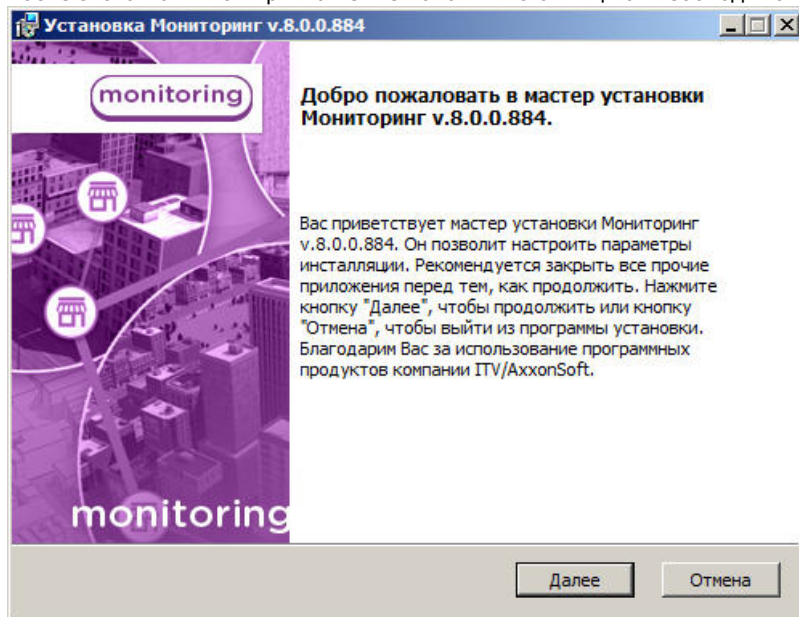 Установка Мониторинг v.8.0.0.884
monitoring
Добро пожаловать в мастер установки
Мониторинг v.8.0.0.884.
Вас приветствует мастер установки Мониторинг
v.8.0.0.884. Он позволит настроить параметры
инсталляции. Рекомендуется закрыть все прочие
приложения перед тем, как продолжить. Нажмите
кнопку "Далее", чтобы продолжить или кнопку
"Отмена", чтобы выйти из программы установки.
Благодарим Вас за использование программных
продуктов компании ITV/AxxonSoft.
monitoring
Далее
Отмена